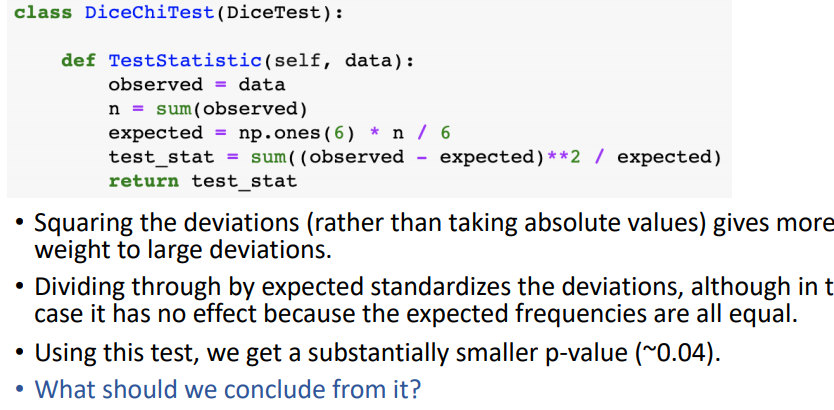 class DiceChiTest(DiceTest):
def TestStatistic(self, data):
observed = data
n = sum(observed)
expected = np.ones(6) * n / 6
test_stat = sum((observed - expected)**2 / expected)
return test_stat
• Squaring the deviations (rather than taking absolute values) gives more
weight to large deviations.
• Dividing through by expected standardizes the deviations, although in
case it has no effect because the expected frequencies are all equal.
• Using this test, we get a substantially smaller p-value (~0.04).
• What should we conclude from it?